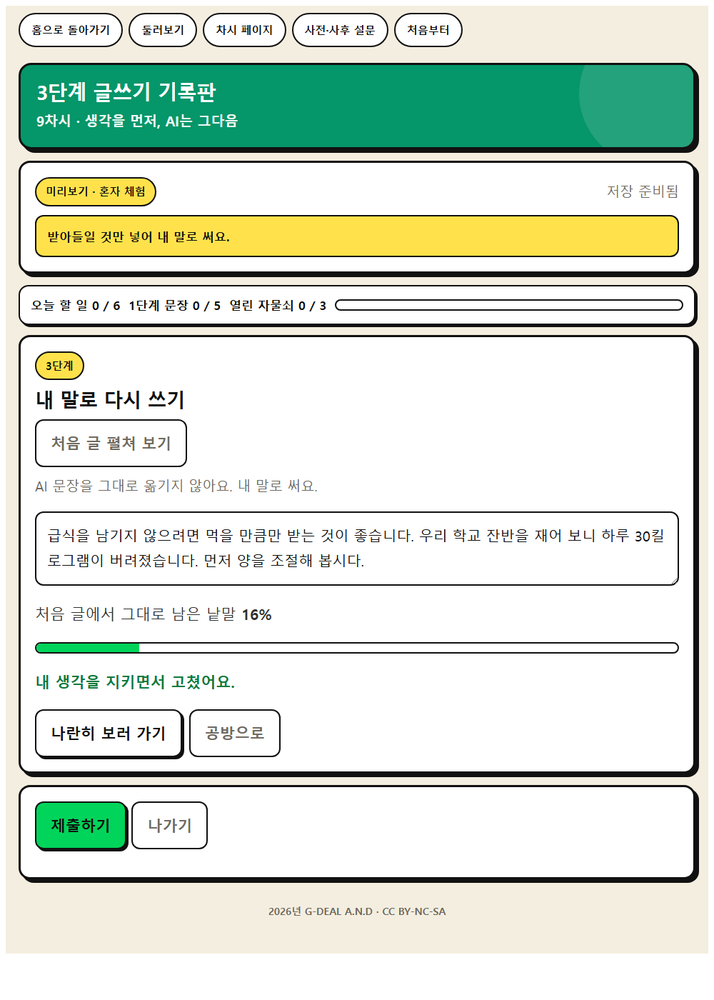 홈으로 돌아가기 둘러보기 차시 페이지 사전·사후 설문 처음부터
3단계 글쓰기 기록판
9차시 · 생각을 먼저, AI는 그다음
미리보기 · 혼자 체험 저장 준비됨
받아들일 것만 넣어 내 말로 써요.
오늘 할 일 0 / 6 1단계 문장 0 / 5 열린 자물쇠 0 / 3
3단계
내 말로 다시 쓰기
처음 글 펼쳐 보기
AI 문장을 그대로 옮기지 않아요. 내 말로 써요.
급식을 남기지 않으려면 먹을 만큼만 받는 것이 좋습니다. 우리 학교 잔반을 재어 보니 하루 30킬
로그램이 버려졌습니다. 먼저 양을 조절해 봅시다.
처음 글에서 그대로 남은 낱말 16%
내 생각을 지키면서 고쳤어요.
나란히 보러 가기 공방으로
제출하기 나가기
2026년 G-DEAL A.N.D · CC BY-NC-SA